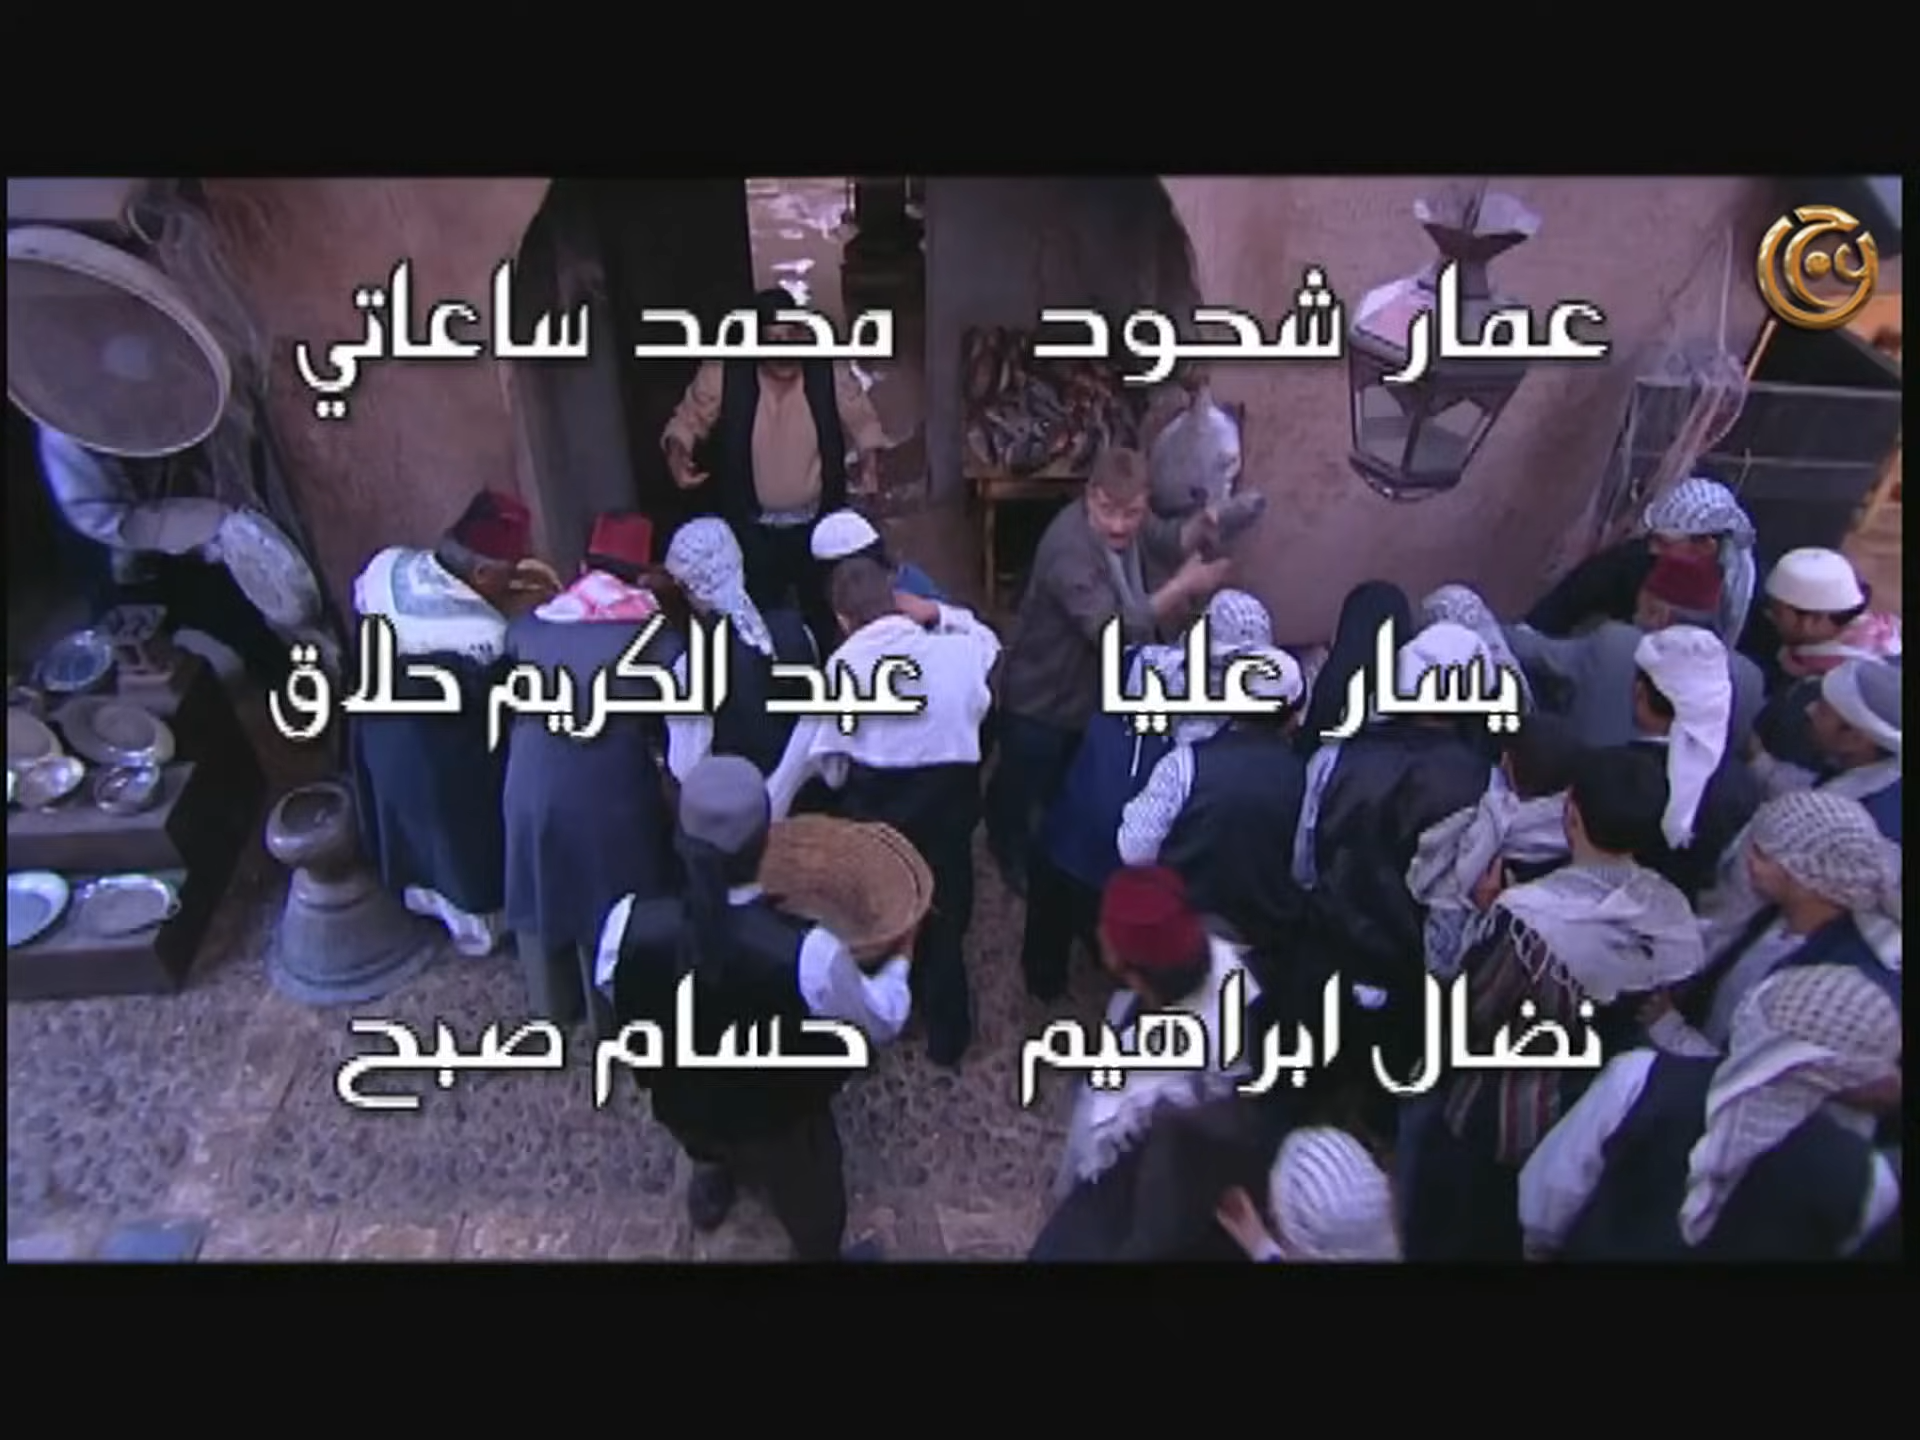 عمار شحود
محمد ساعاتي
يسار عليا
عبد الكريم حلاق
نضال ابراهيم
حسام صبح